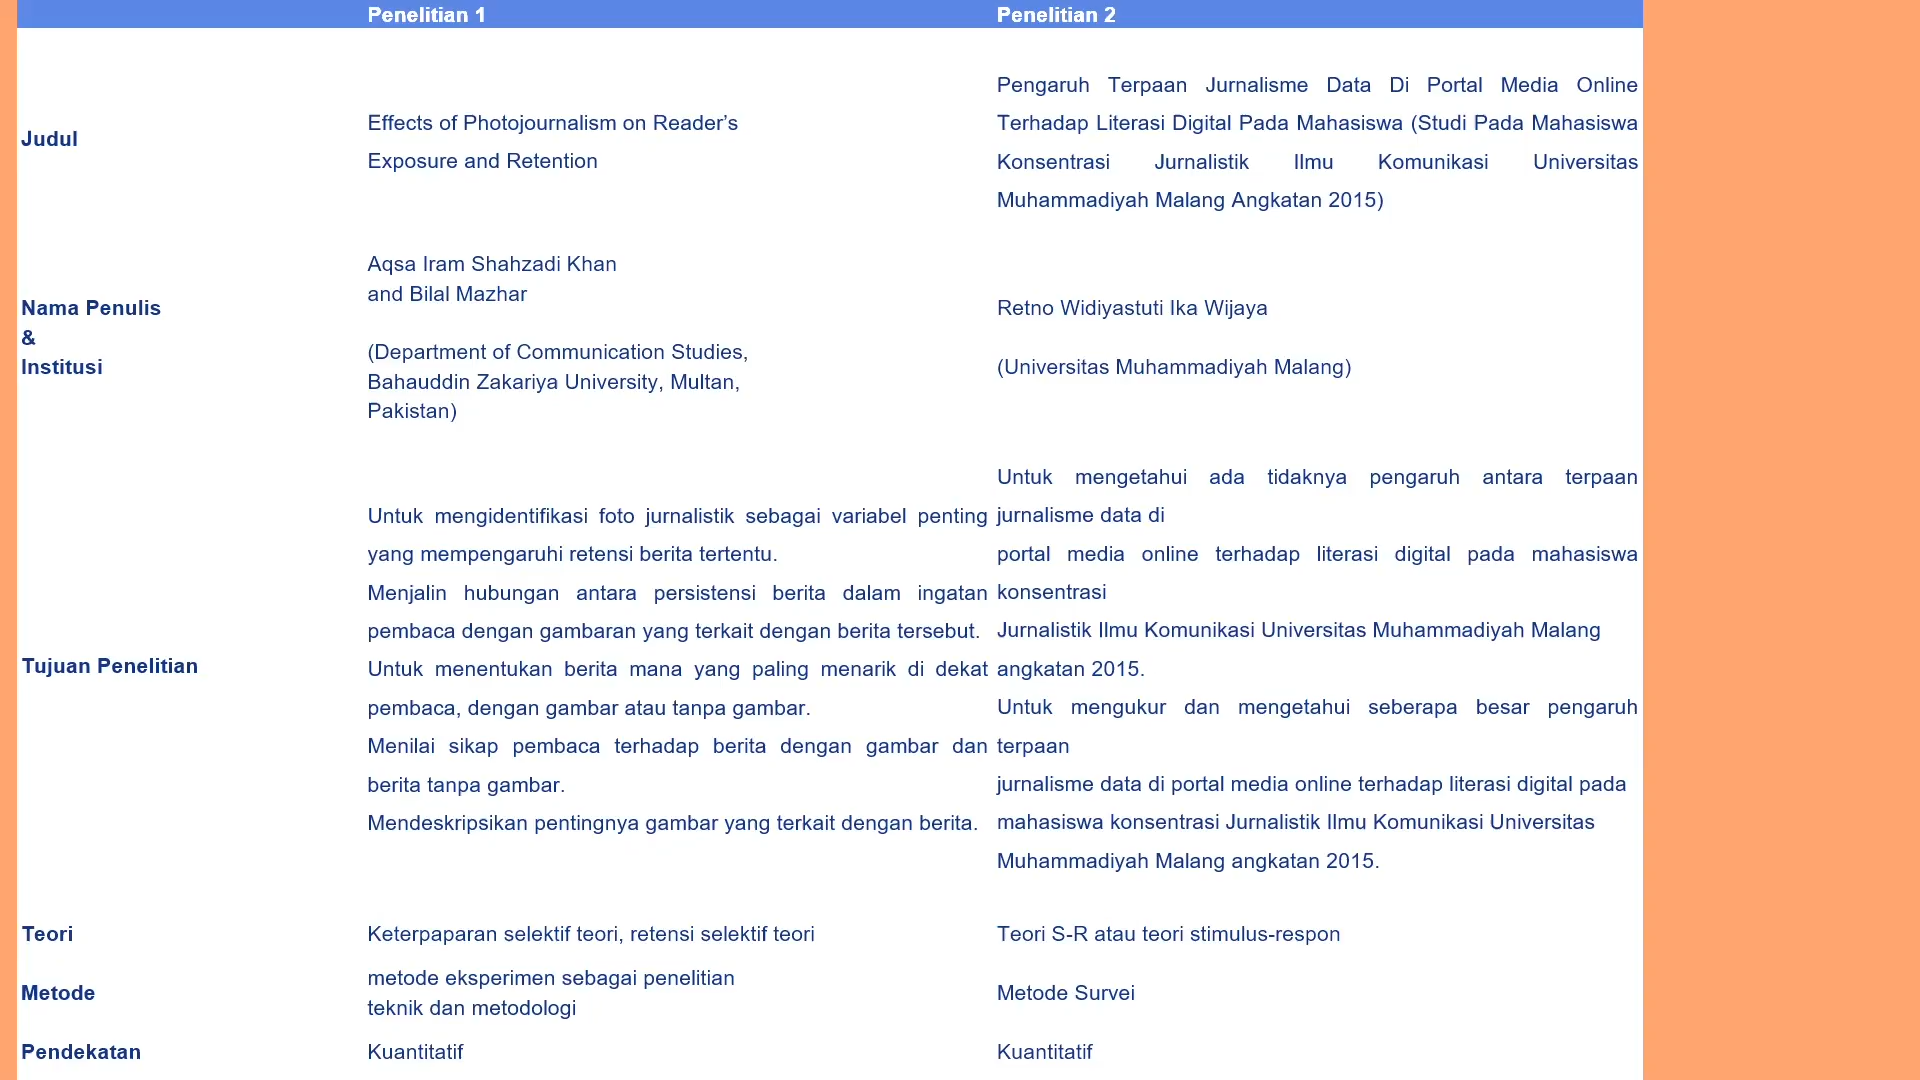 Penelitian 1
Penelitian 2
Judul
Effects of Photojournalism on Reader’s
Exposure and Retention
Pengaruh Terpaan Jurnalisme Data Di Portal Media Online
Terhadap Literasi Digital Pada Mahasiswa (Studi Pada Mahasiswa
Konsentrasi Jurnalistik Ilmu Komunikasi Universitas
Muhammadiyah Malang Angkatan 2015)
Nama Penulis
&
Institusi
Aqsa Iram Shahzadi Khan
and Bilal Mazhar
(Department of Communication Studies,
Bahauddin Zakariya University, Multan,
Pakistan)
Retno Widiyastuti Ika Wijaya
(Universitas Muhammadiyah Malang)
Tujuan Penelitian
Untuk mengidentifikasi foto jurnalistik sebagai variabel penting
yang mempengaruhi retensi berita tertentu.
Menjalin hubungan antara persistensi berita dalam ingatan
pembaca dengan gambaran yang terkait dengan berita tersebut.
Untuk menentukan berita mana yang paling menarik di dekat
pembaca, dengan gambar atau tanpa gambar.
Menilai sikap pembaca terhadap berita dengan gambar dan
berita tanpa gambar.
Mendeskripsikan pentingnya gambar yang terkait dengan berita.
Untuk mengetahui ada tidaknya pengaruh antara terpaan
jurnalisme data di
portal media online terhadap literasi digital pada mahasiswa
konsentrasi
Jurnalistik Ilmu Komunikasi Universitas Muhammadiyah Malang
angkatan 2015.
Untuk mengukur dan mengetahui seberapa besar pengaruh
terpaan
jurnalisme data di portal media online terhadap literasi digital pada
mahasiswa konsentrasi Jurnalistik Ilmu Komunikasi Universitas
Muhammadiyah Malang angkatan 2015.
Teori
Keterpaparan selektif teori, retensi selektif teori
Teori S-R atau teori stimulus-respon
Metode
metode eksperimen sebagai penelitian
teknik dan metodologi
Metode Survei
Pendekatan
Kuantitatif
Kuantitatif